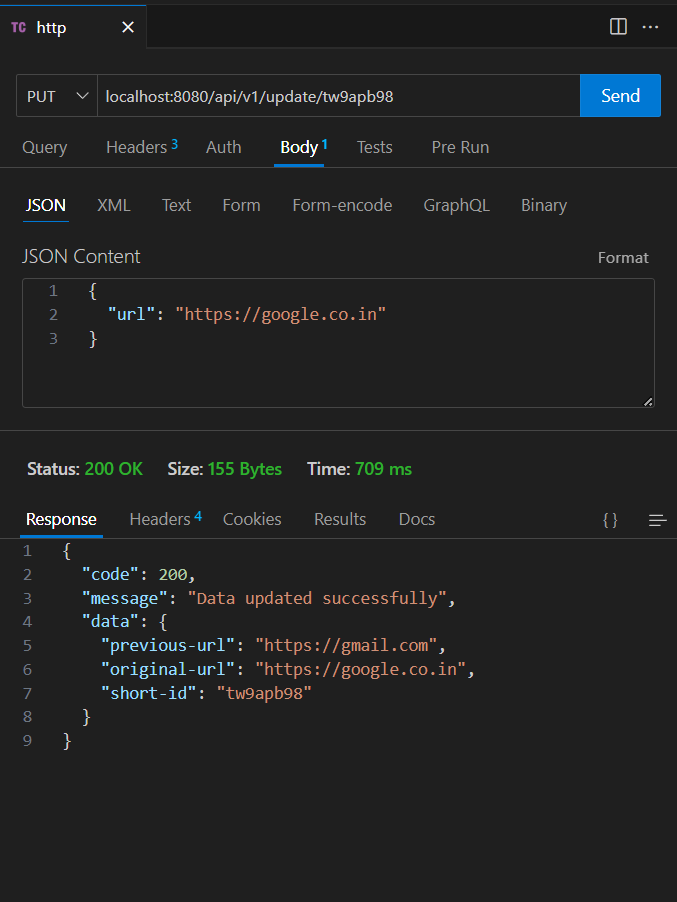 TC http
PUT localhost:8080/api/v1/update/tw9apb98 Send
Query Headers 3 Auth Body 1 Tests Pre Run
JSON XML Text Form Form-encode GraphQL Binary
JSON Content Format
1 {
2 "url": "https://google.co.in"
3 }
Status: 200 OK Size: 155 Bytes Time: 709 ms
Response Headers 4 Cookies Results Docs { }
1 {
2 "code": 200,
3 "message": "Data updated successfully",
4 "data": {
5 "previous-url": "https://gmail.com",
6 "original-url": "https://google.co.in",
7 "short-id": "tw9apb98"
8 }
9 }